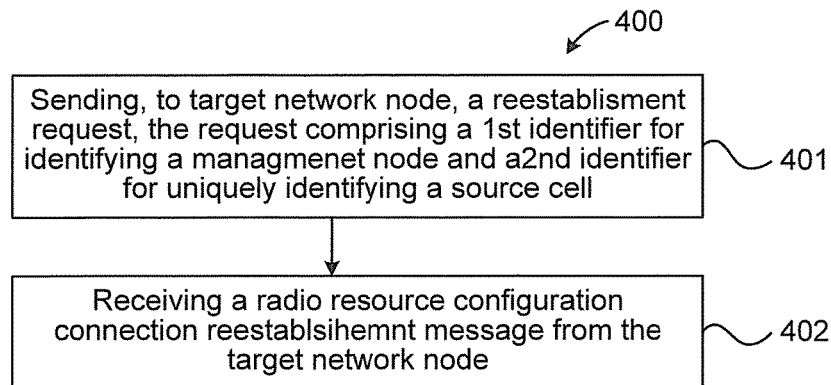 400
Sending, to target network node, a reestablisment
request, the request comprising a 1st identifier for
identifying a managmenet node and a2nd identifier
for uniquely identifying a source cell
401
Receiving a radio resource configuration
connection reestablsihemnt message from the
target network node
402